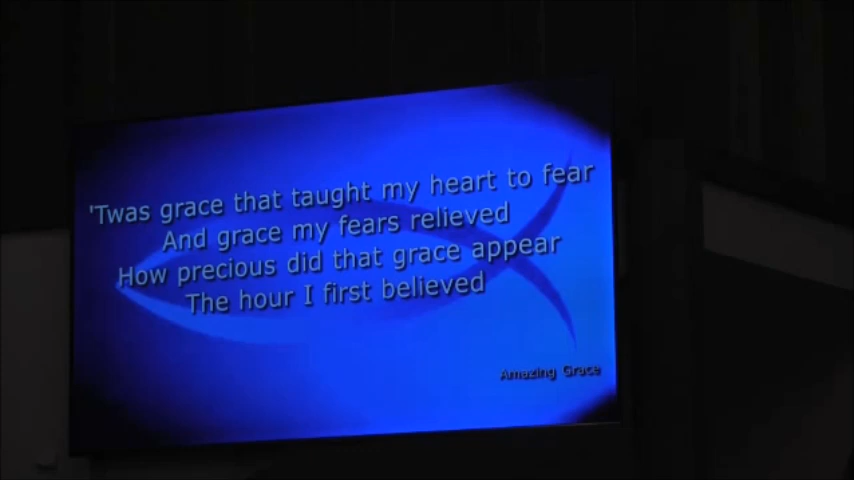 'Twas grace that taught my heart to fear
And grace my fears relieved
How precious did that grace appear
The hour I first believed
Amazing Grace